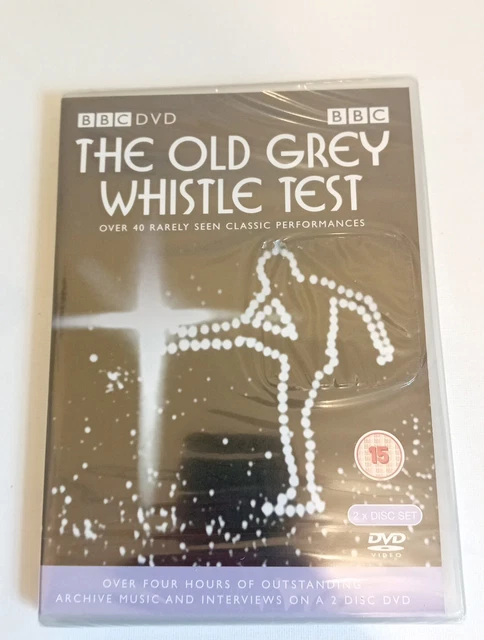 BBC DVD BBC
THE OLD GREY
WHISTLE TEST
OVER 40 RARELY SEEN CLASSIC PERFORMANCES
15
2 x DISC SET
DVD
VIDEO
OVER FOUR HOURS OF OUTSTANDING
ARCHIVE MUSIC AND INTERVIEWS ON A 2 DISC DVD